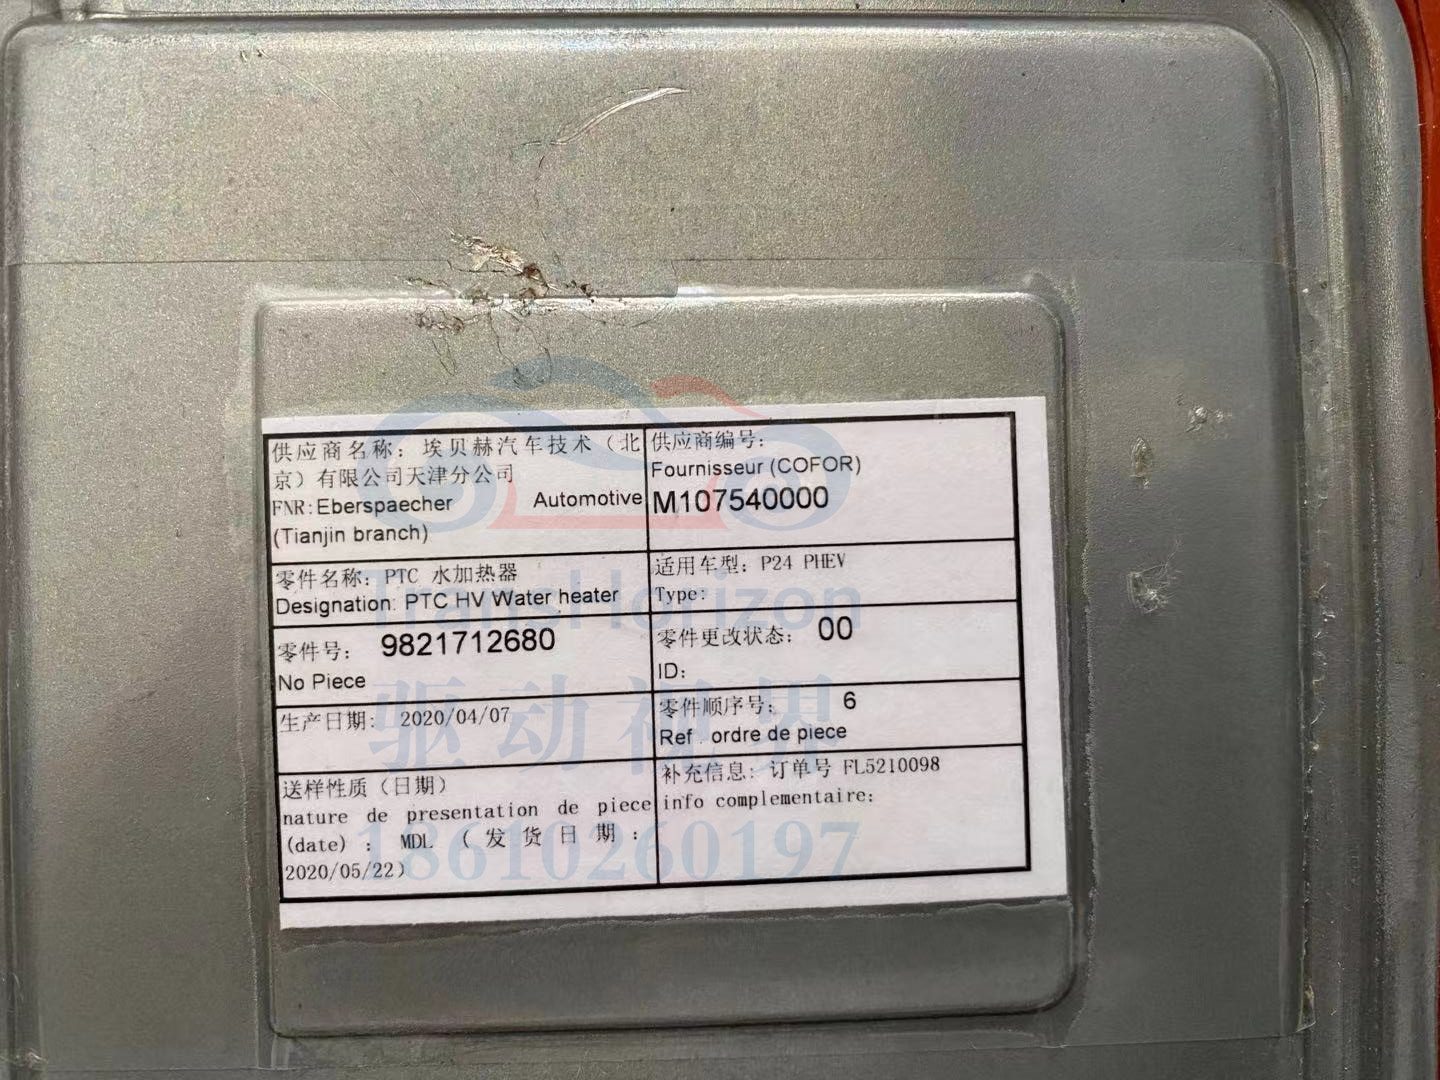 供应商名称：埃贝赫汽车技术（北
京）有限公司天津分公司
FNR:Eberspaecher Automotive
(Tianjin branch)
供应商编号：
Fournisseur (COFOR)
M107540000
零件名称：PTC 水加热器
Designation: PTC HV Water heater
适用车型：P24 PHEV
Type:
零件号： 9821712680
No Piece
零件更改状态： 00
ID:
生产日期： 2020/04/07
零件顺序号： 6
Ref . ordre de piece
送样性质（日期）
nature de presentation de piece
(date) ： MDL （发货日期：
2020/05/22）
补充信息：订单号 FL5210098
info complementaire:
TransHorizon
驱动视界
18610260197